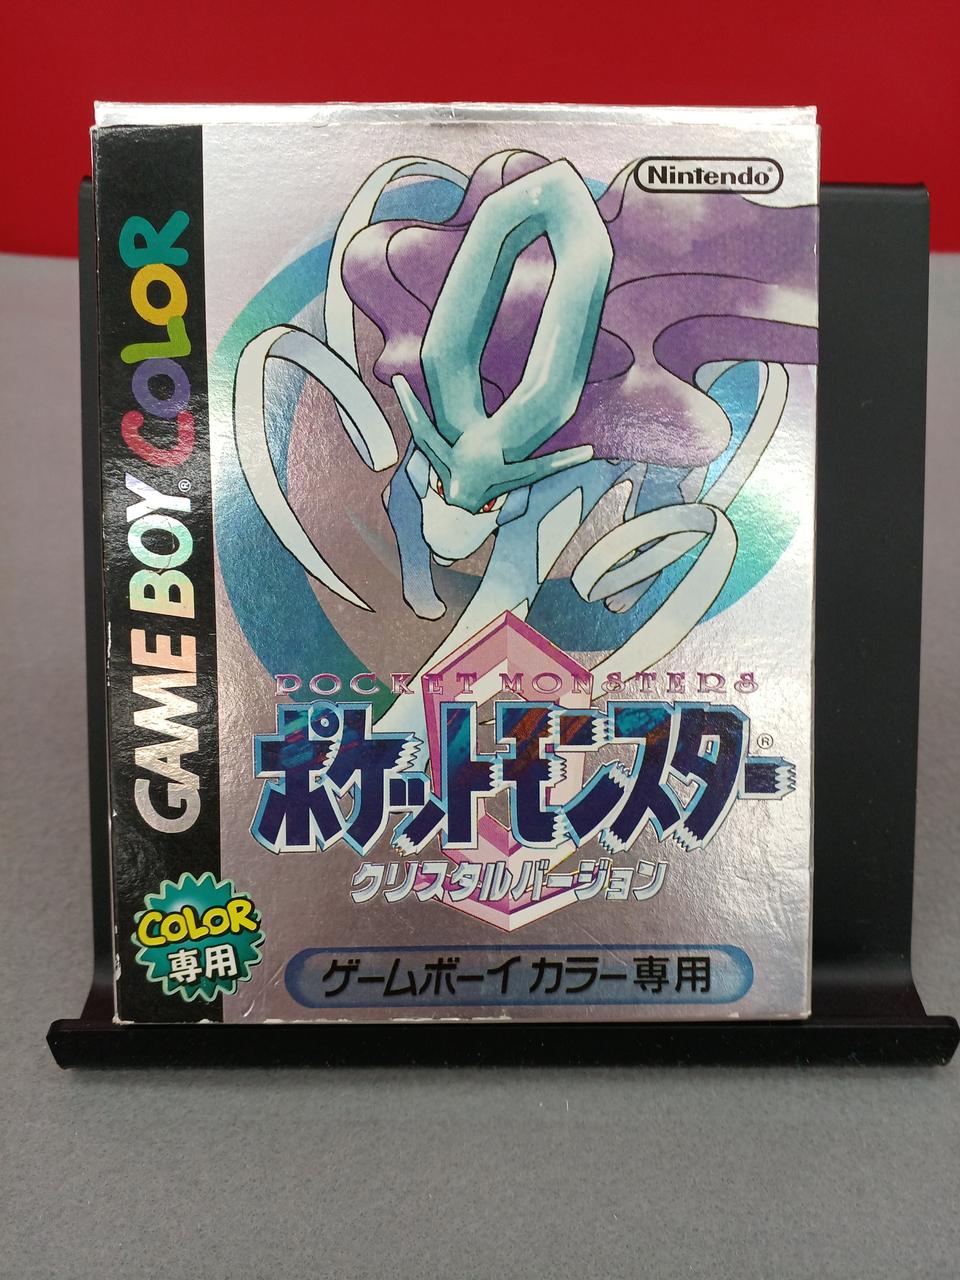 Nintendo
GAME BOY® COLOR
POCKET MONSTERS
ポケットモンスター®
クリスタルバージョン
COLOR
専用
ゲームボーイカラー専用